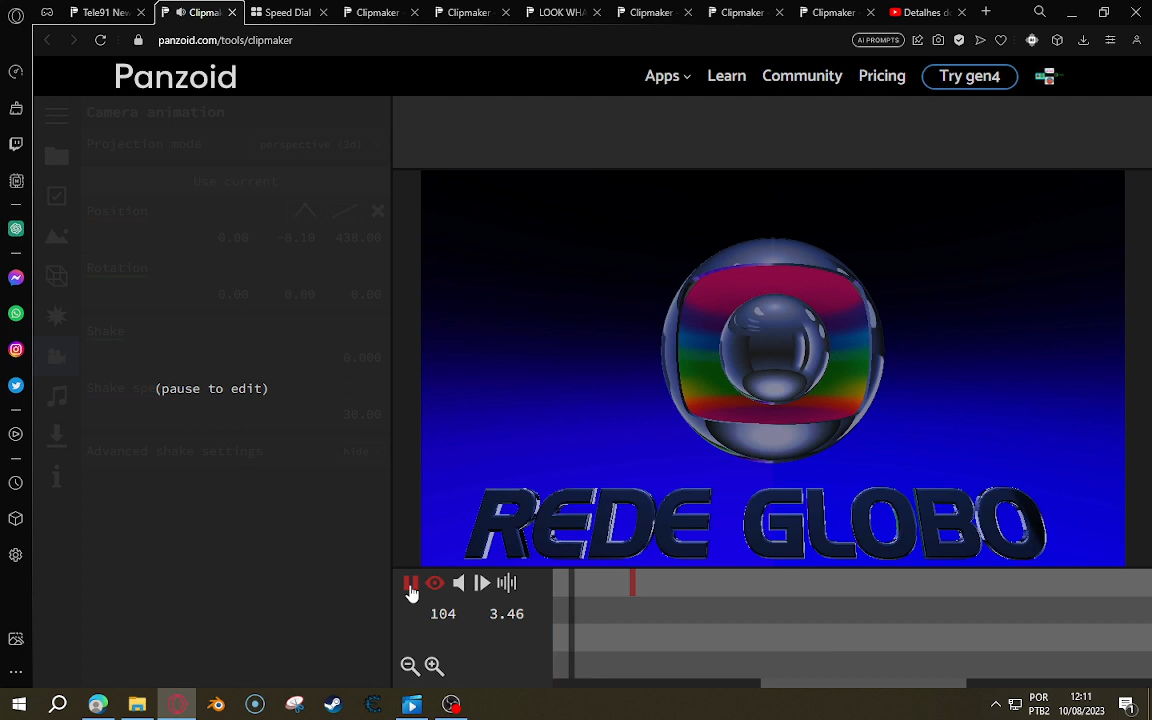 Tele91 New
Clipmak
Speed Dial
Clipmaker -
Clipmaker -
LOOK WHA
Clipmaker -
Clipmaker
Clipmaker -
Detalhes d
panzoid.com/tools/clipmaker
AI PROMPTS
Panzoid
Apps
Learn
Community
Pricing
Try gen4
Camera animation
Projection mode
perspective (2d)
Use current
Position
0.00
-0.10
438.00
Rotation
0.00
0.00
0.00
Shake
0.000
Shake spe
(pause to edit)
30.00
Advanced shake settings
Hide
REDE GLOBO
104
3.46
POR
PTB2
12:11
10/08/2023
1